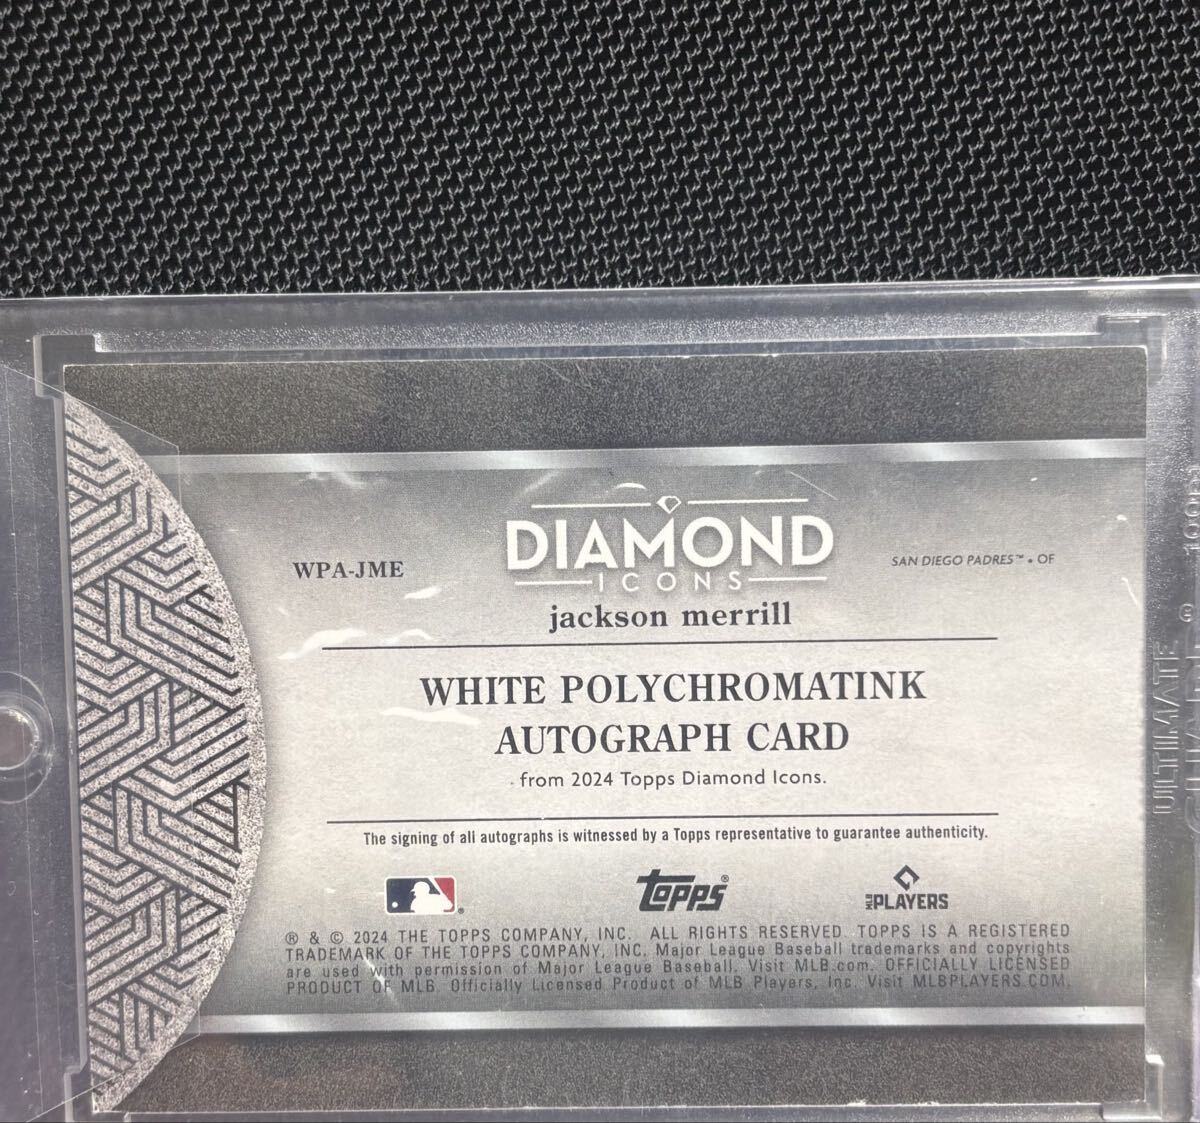 DIAMOND
ICONS
WPA-JME
SAN DIEGO PADRES™ • OF
jackson merrill
WHITE POLYCHROMATINK
AUTOGRAPH CARD
from 2024 Topps Diamond Icons.
The signing of all autographs is witnessed by a Topps representative to guarantee authenticity.
topps®
MLB PLAYERS
® & © 2024 THE TOPPS COMPANY, INC. ALL RIGHTS RESERVED. TOPPS IS A REGISTERED
TRADEMARK OF THE TOPPS COMPANY, INC. Major League Baseball trademarks and copyrights
are used with permission of Major League Baseball. Visit MLB.com. OFFICIALLY LICENSED
PRODUCT OF MLB. Officially Licensed Product of MLB Players, Inc. Visit MLBPLAYERS.COM.
ULTIMATE